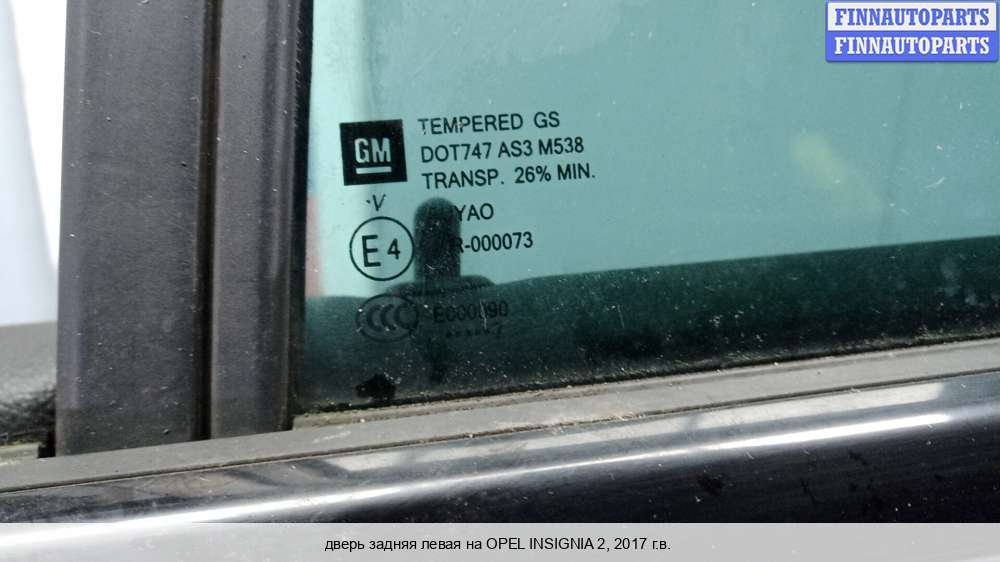 FINNAUTOPARTS
FINNAUTOPARTS
GM
TEMPERED GS
DOT747 AS3 M538
TRANSP. 26% MIN.
V
E4
R-000073
CCC
дверь задняя левая на OPEL INSIGNIA 2, 2017 г.в.